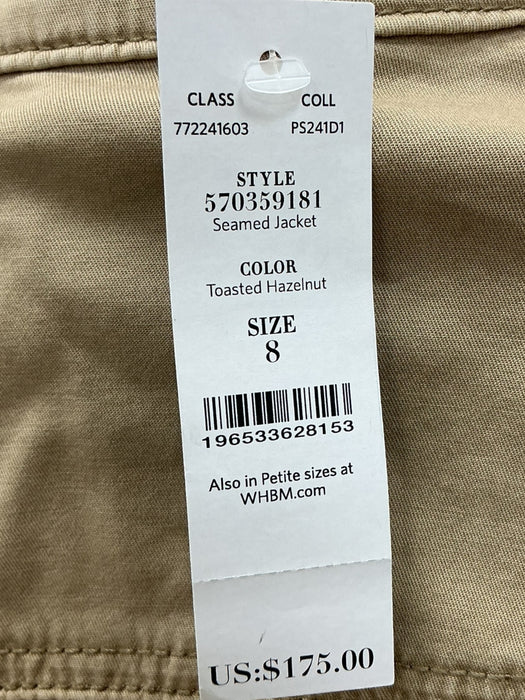 CLASS COLL
772241603 PS241D1
STYLE
570359181
Seamed Jacket
COLOR
Toasted Hazelnut
SIZE
8
196533628153
Also in Petite sizes at
WHBM.com
US:$175.00